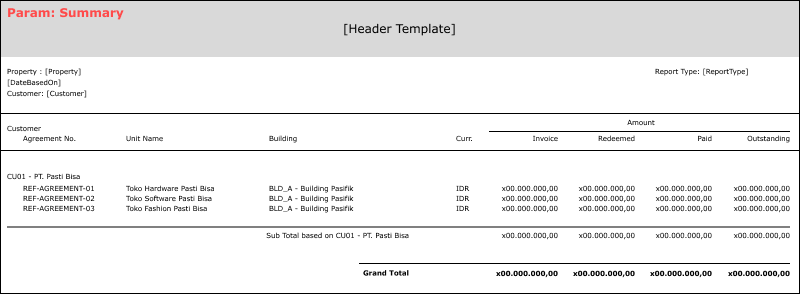 Param: Summary
[Header Template]
Property : [Property] Report Type: [ReportType]
[DateBasedOn]
Customer: [Customer]
Amount
Customer
Agreement No. Unit Name Building Curr. Invoice Redeemed Paid Outstanding
CU01 - PT. Pasti Bisa
REF-AGREEMENT-01 Toko Hardware Pasti Bisa BLD_A - Building Pasifik IDR x00.000.000,00 x00.000.000,00 x00.000.000,00 x00.000.000,00
REF-AGREEMENT-02 Toko Software Pasti Bisa BLD_A - Building Pasifik IDR x00.000.000,00 x00.000.000,00 x00.000.000,00 x00.000.000,00
REF-AGREEMENT-03 Toko Fashion Pasti Bisa BLD_A - Building Pasifik IDR x00.000.000,00 x00.000.000,00 x00.000.000,00 x00.000.000,00
Sub Total based on CU01 - PT. Pasti Bisa x00.000.000,00 x00.000.000,00 x00.000.000,00 x00.000.000,00
Grand Total x00.000.000,00 x00.000.000,00 x00.000.000,00 x00.000.000,00